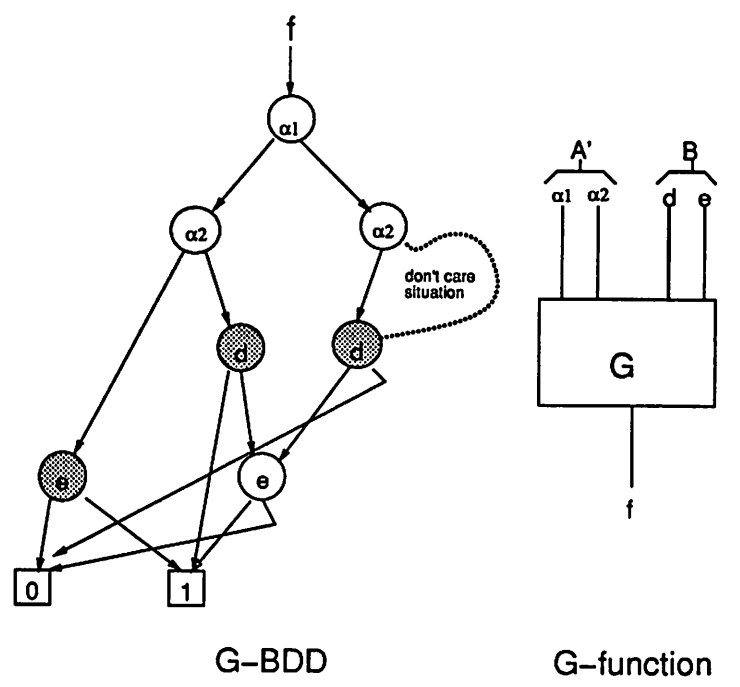 f
α1
A' B
α1 α2 d e
α2 α2
don't care
situation
d d
G
e e
f
0 1
G–BDD G–function